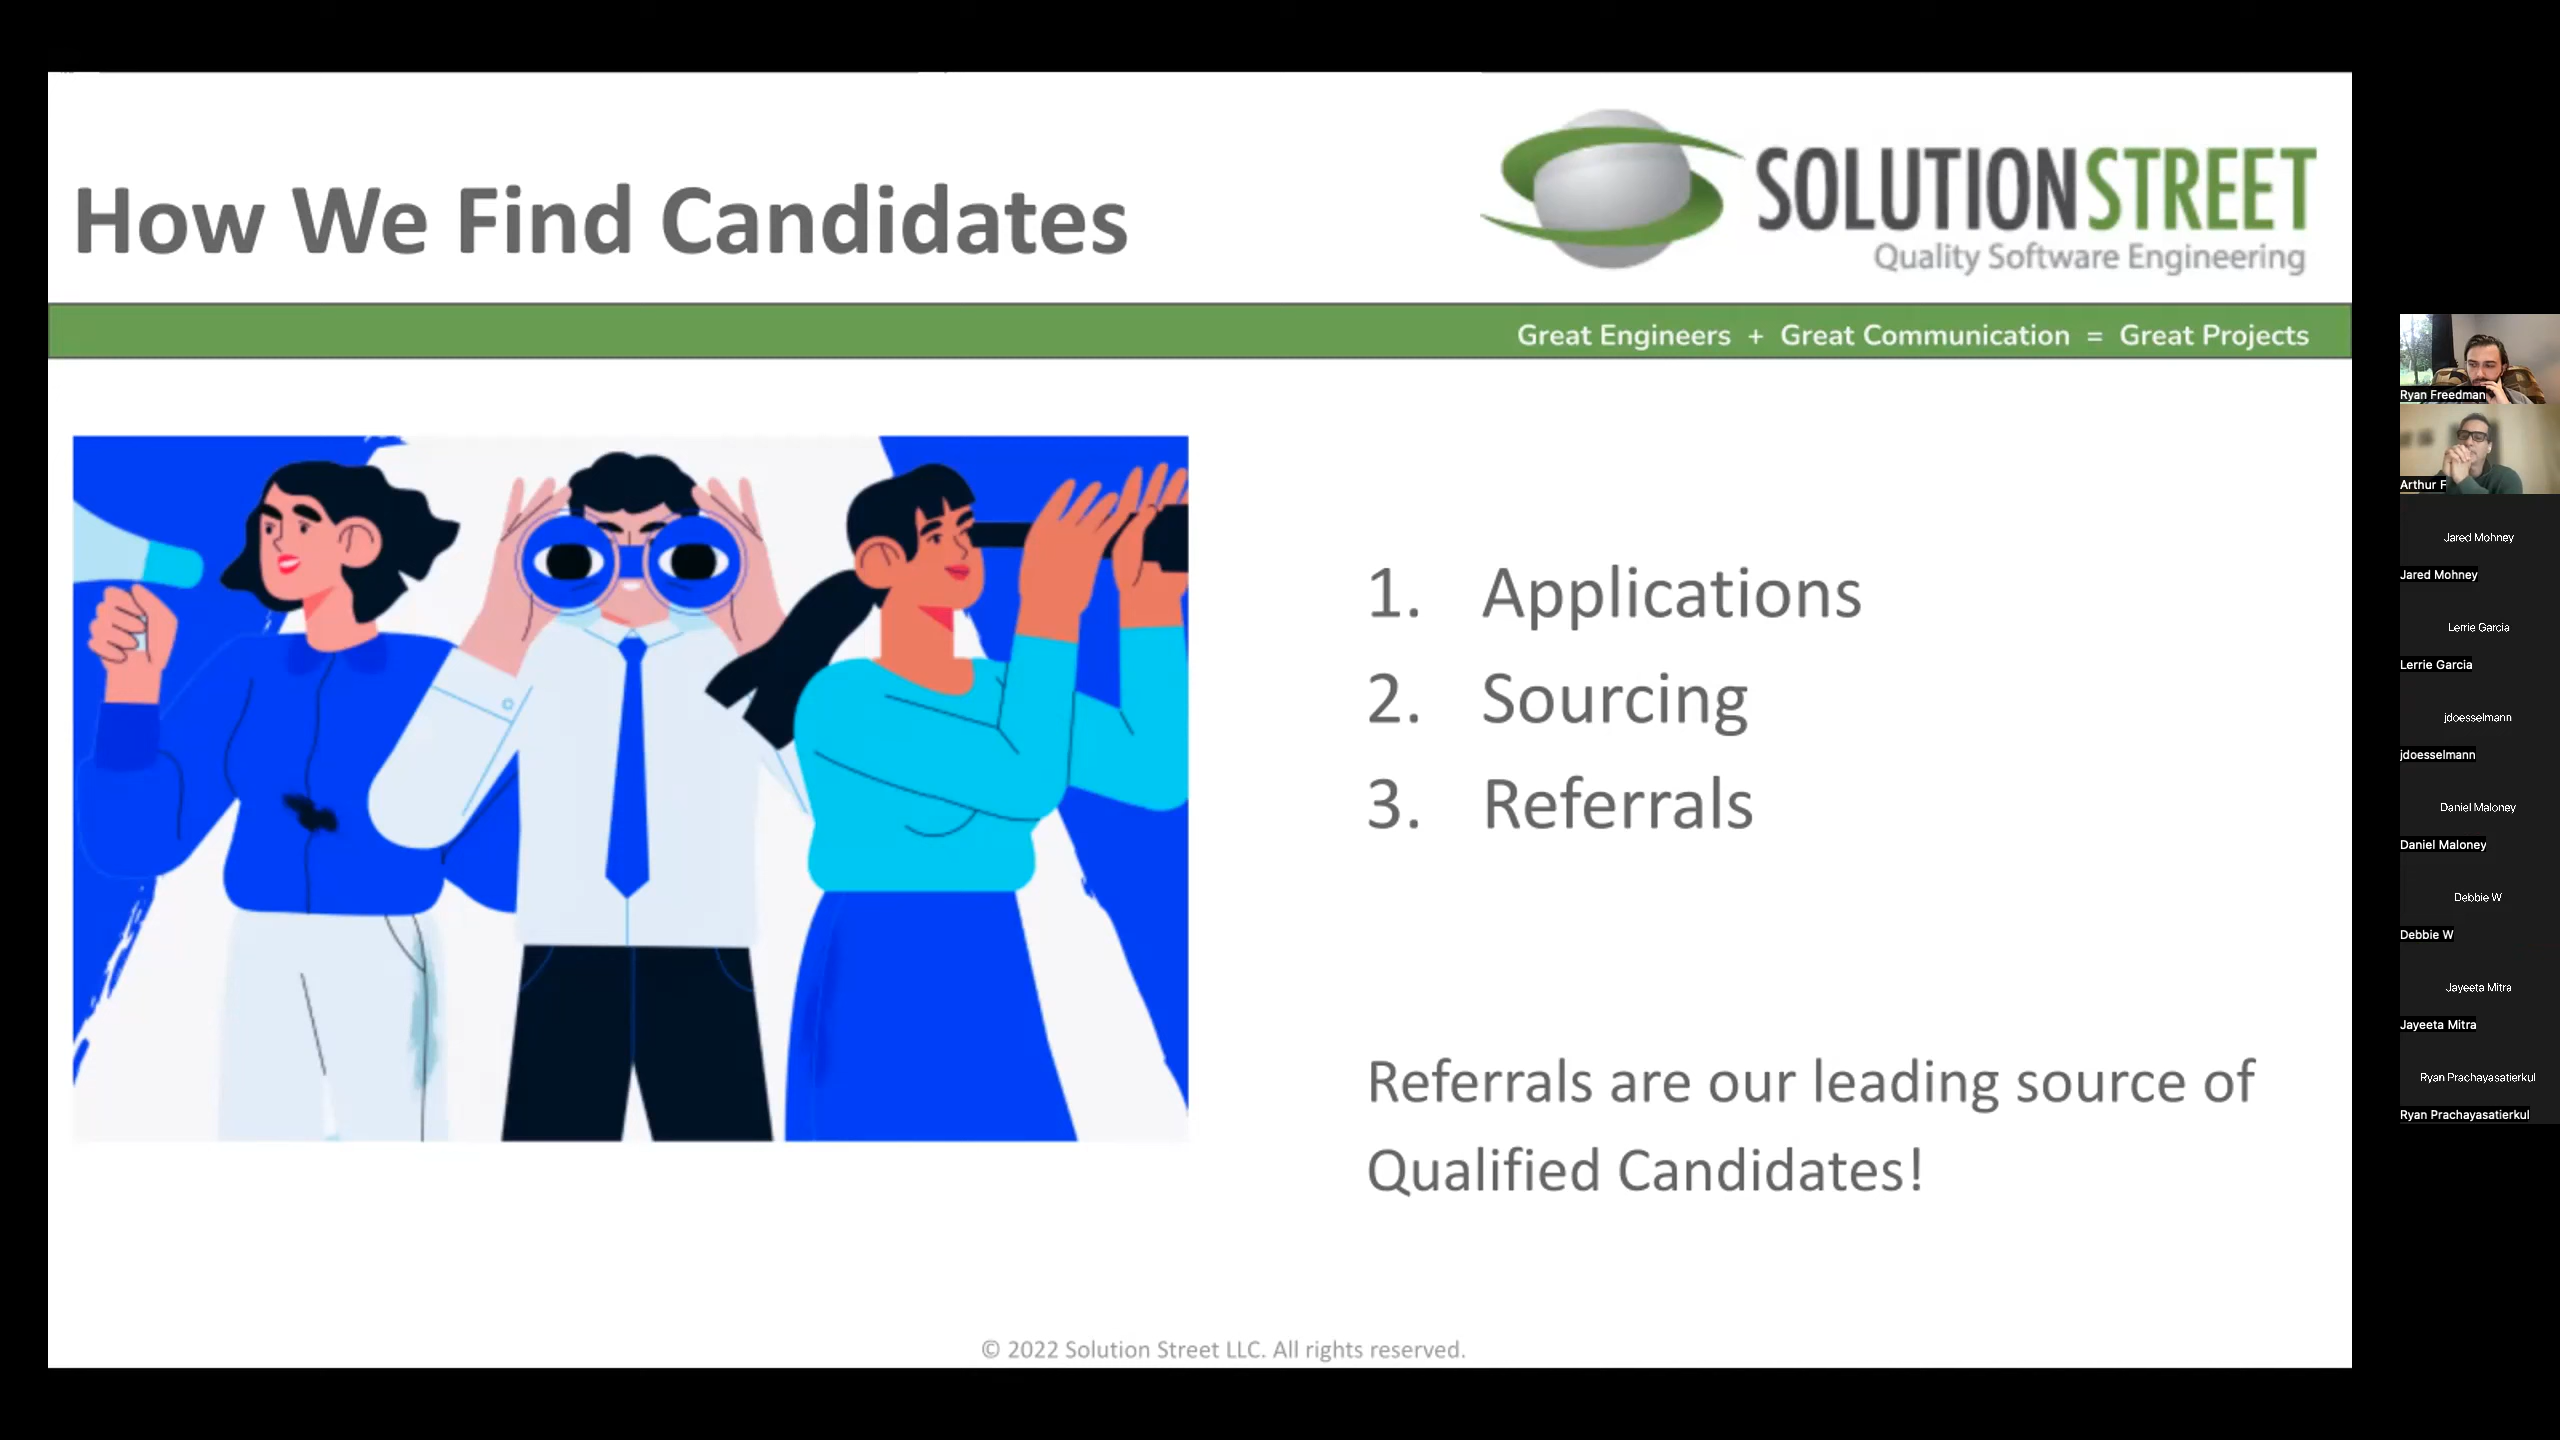 How We Find Candidates
SOLUTIONSTREET
Quality Software Engineering
Great Engineers + Great Communication = Great Projects
1. Applications
2. Sourcing
3. Referrals
Referrals are our leading source of
Qualified Candidates!
© 2022 Solution Street LLC. All rights reserved.
Ryan Freedman
Arthur F
Jared Mohney
Jared Mohney
Lerrie Garcia
Lerrie Garcia
jdoesselmann
jdoesselmann
Daniel Maloney
Daniel Maloney
Debbie W
Debbie W
Jayeeta Mitra
Jayeeta Mitra
Ryan Prachayasatierkul
Ryan Prachayasatierkul